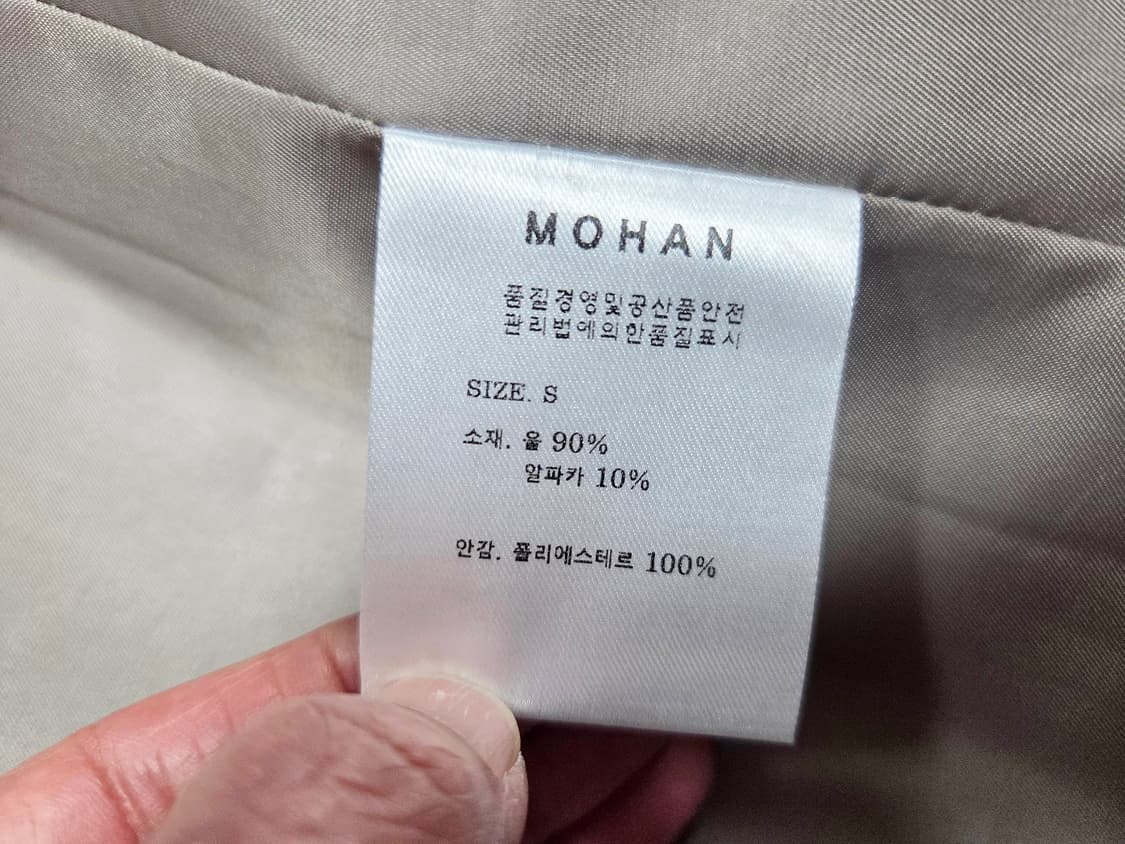 MOHAN
품질경영및공산품안전
관리법에의한품질표시
SIZE. S
소재. 울 90%
알파카 10%
안감. 폴리에스테르 100%